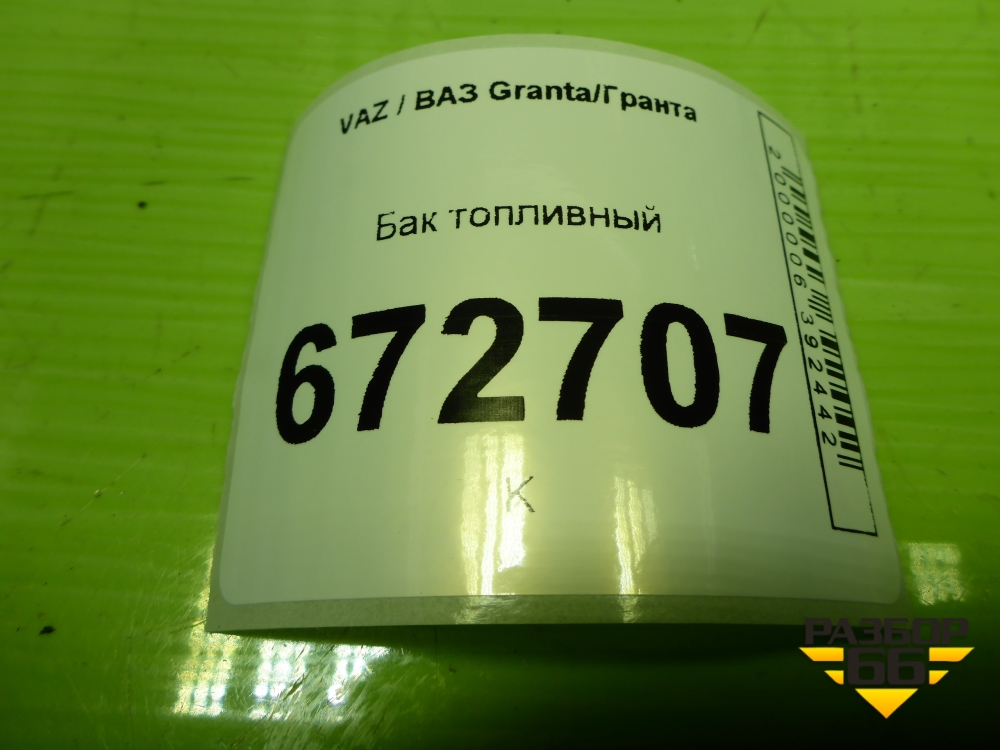 VAZ / ВАЗ Granta/Гранта
Бак топливный
672707
К
2000006392442
РАЗБОР
66